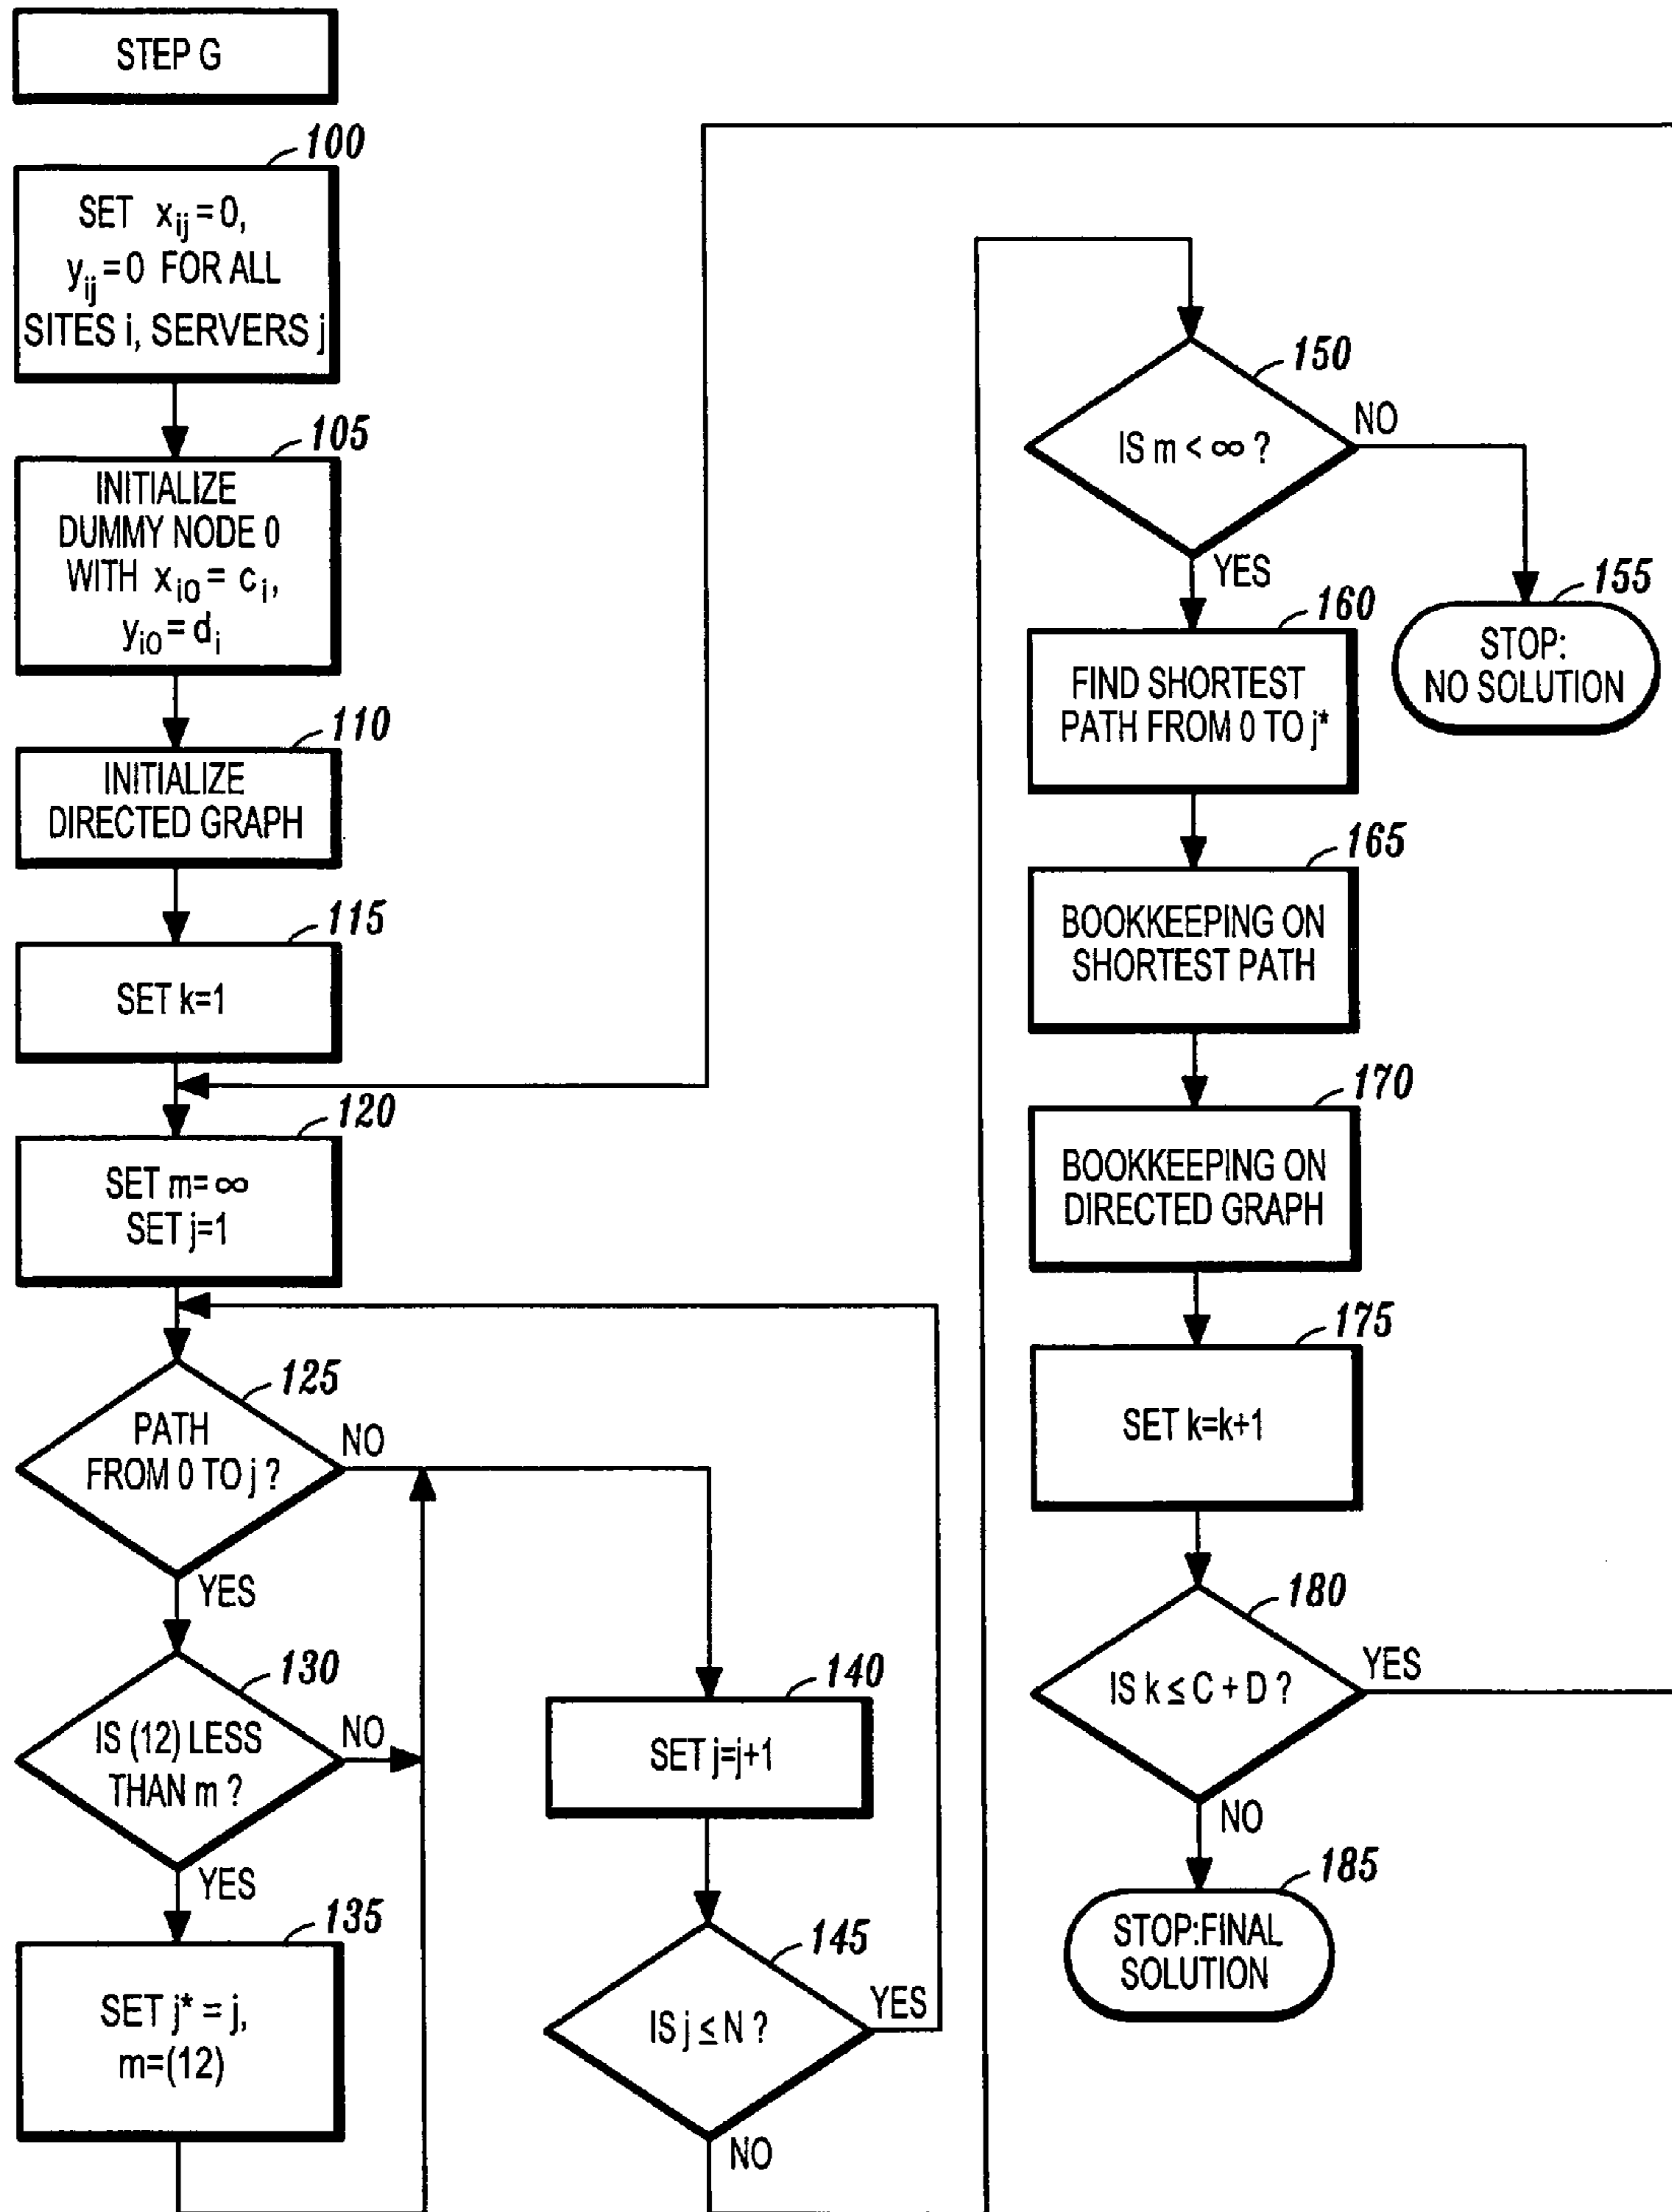 STEP G
100
SET x_ij = 0,
y_ij = 0 FOR ALL
SITES i, SERVERS j
105
INITIALIZE
DUMMY NODE 0
WITH x_i0 = c_i,
y_i0 = d_i
110
INITIALIZE
DIRECTED GRAPH
115
SET k=1
120
SET m= ∞
SET j=1
125
PATH
FROM 0 TO j ?
NO
YES
130
IS (12) LESS
THAN m ?
NO
YES
135
SET j* = j,
m=(12)
140
SET j=j+1
145
IS j ≤ N ?
YES
NO
150
IS m < ∞ ?
NO
YES
155
STOP:
NO SOLUTION
160
FIND SHORTEST
PATH FROM 0 TO j*
165
BOOKKEEPING ON
SHORTEST PATH
170
BOOKKEEPING ON
DIRECTED GRAPH
175
SET k=k+1
180
IS k ≤ C + D ?
YES
NO
185
STOP:FINAL
SOLUTION